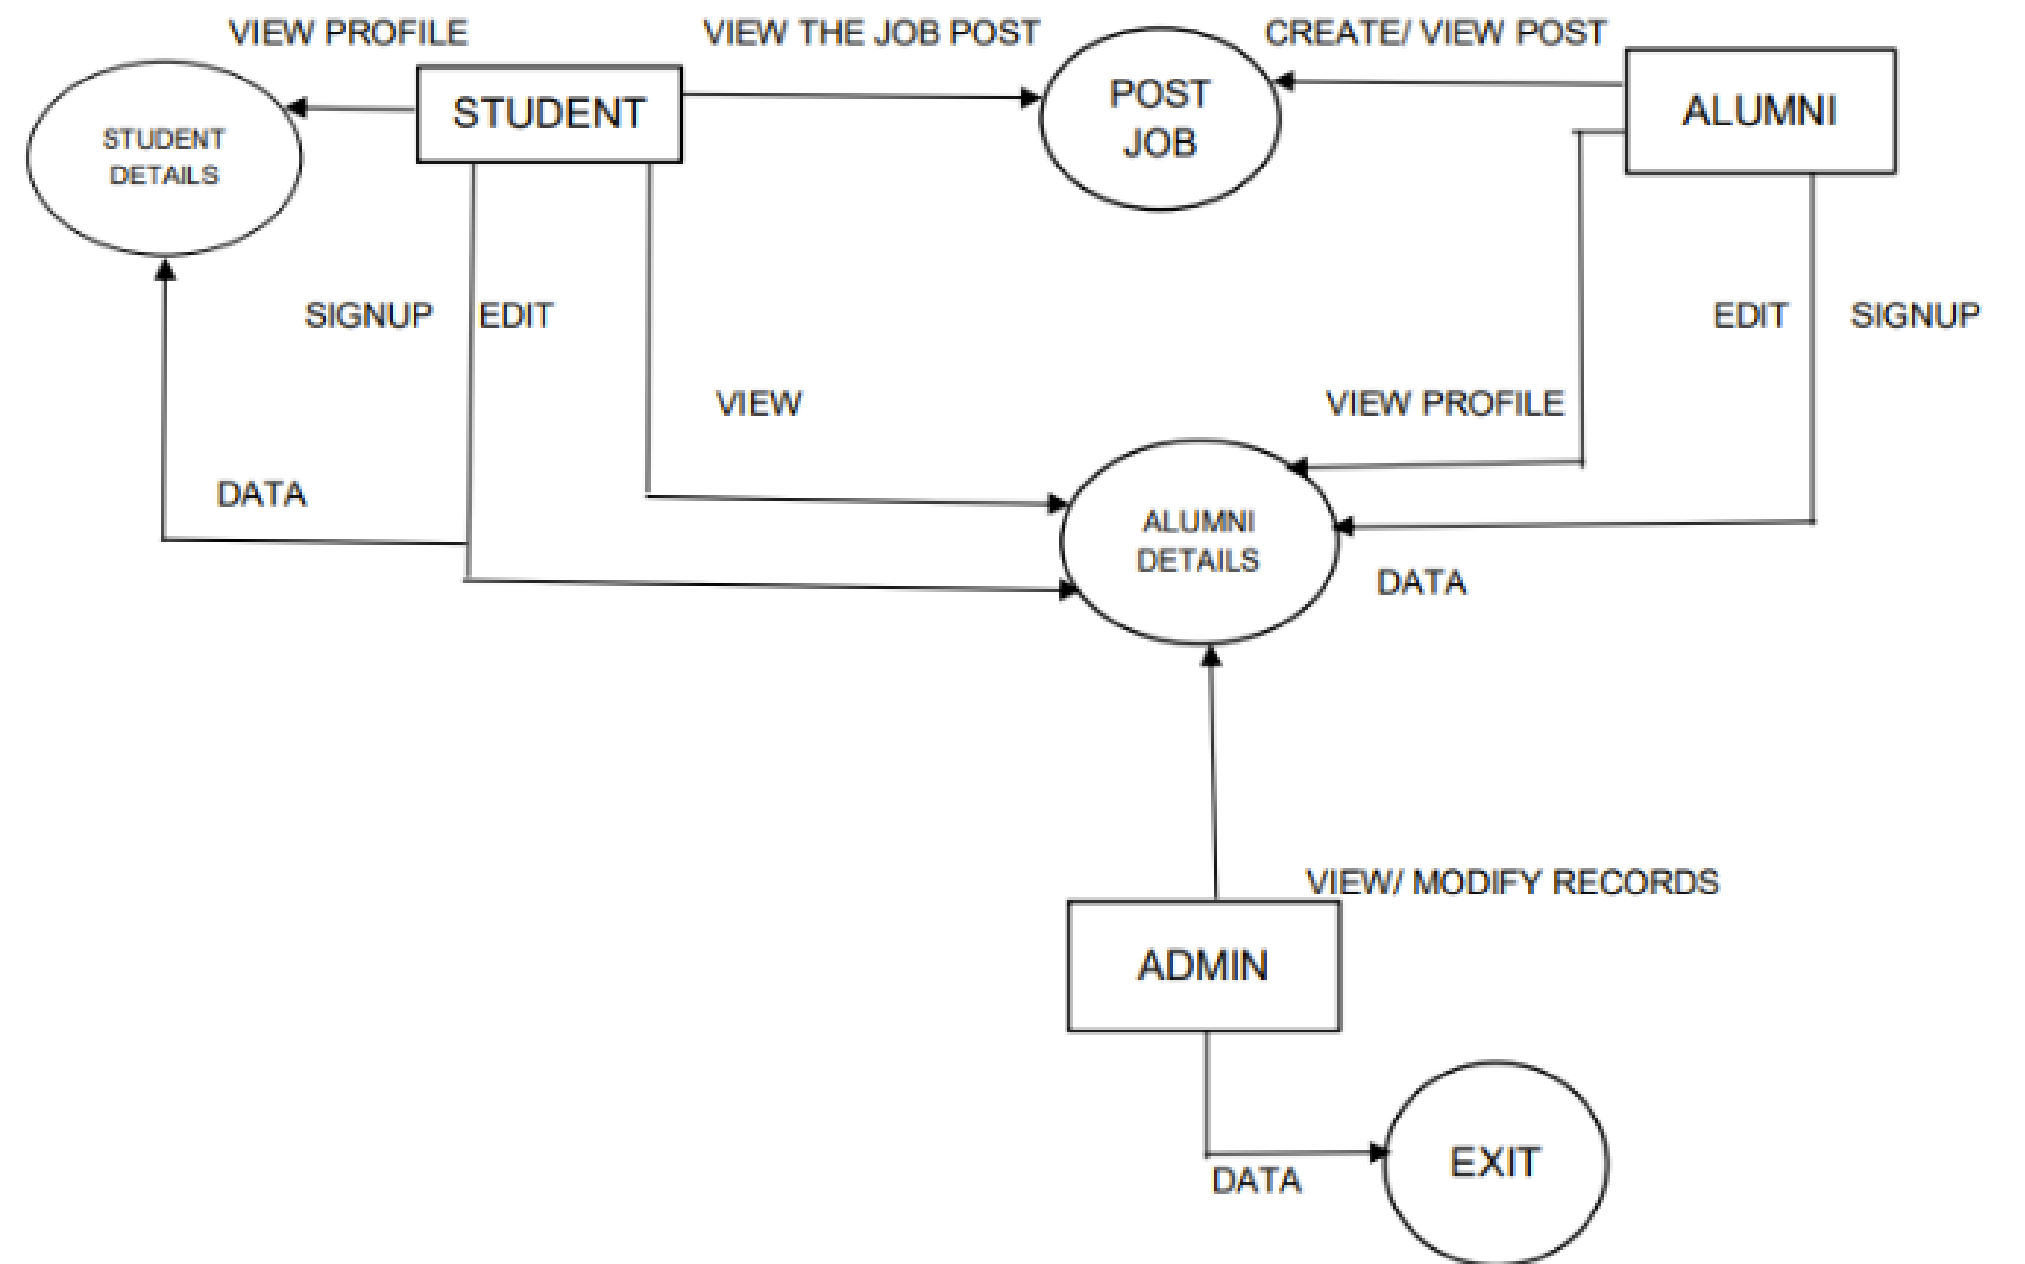 VIEW PROFILE
VIEW THE JOB POST
CREATE/ VIEW POST
STUDENT
POST
JOB
ALUMNI
STUDENT
DETAILS
SIGNUP
EDIT
EDIT
SIGNUP
VIEW
VIEW PROFILE
DATA
ALUMNI
DETAILS
DATA
VIEW/ MODIFY RECORDS
ADMIN
EXIT
DATA